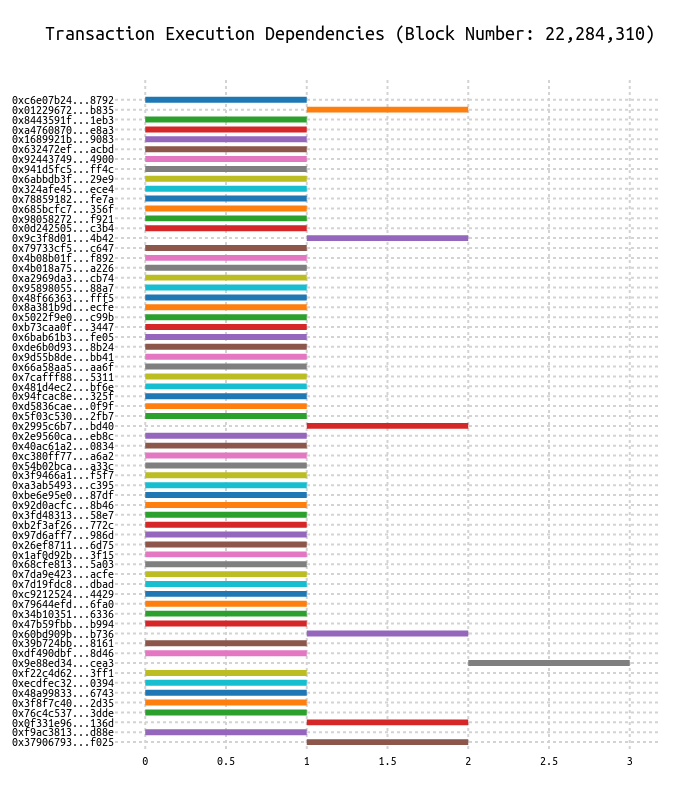 Transaction Execution Dependencies (Block Number: 22,284,310)
0xc6e07b24...8792
0x01229672...b835
0x8443591f...1eb3
0xa4760870...e8a3
0x1689921b...9083
0x632472ef...acbd
0x92443749...4900
0x941d5fc5...ff4c
0x6abbdb3f...29e9
0x324afe45...ece4
0x78859182...fe7a
0x685bcfc7...356f
0x98058272...f921
0x0d242505...c3b4
0x9c3f8d01...4b42
0x79733cf5...c647
0x4b08b01f...f892
0x4b018a75...a226
0xa2969da3...cb74
0x95898055...88a7
0x48f66363...fff5
0x8a381b9d...ecfe
0x5022f9e0...c99b
0xb73caa0f...3447
0x6bab61b3...fe05
0xde6b0d93...8b24
0x9d55b8de...bb41
0x66a58aa5...aa6f
0x7cafff88...5311
0x481d4ec2...bf6e
0x94fcac8e...325f
0xd5836cae...0f9f
0x5f03c530...2fb7
0x2995c6b7...bd40
0x2e9560ca...eb8c
0x40ac61a2...0834
0xc380ff77...a6a2
0x54b02bca...a33c
0x3f9466a1...f5f7
0xa3ab5493...c395
0xbe6e95e0...87df
0x92d0acfc...8b46
0x3fd48313...58e7
0xb2f3af26...772c
0x97d6aff7...986d
0x26ef8711...6d75
0x1af0d92b...3f15
0x68cfe813...5a03
0x7da9e423...acfe
0x7d19fdc8...dbad
0xc9212524...4429
0x79644efd...6fa0
0x34b10351...6336
0x47b59fbb...b994
0x60bd909b...b736
0x39b724bb...8161
0xdf490dbf...8d46
0x9e88ed34...cea3
0xf22c4d62...3ff1
0xecdfec32...0394
0x48a99833...6743
0x3f8f7c40...2d35
0x76c4c537...3dde
0x0f331e96...136d
0xf9ac3813...d88e
0x37906793...f025
0 0.5 1 1.5 2 2.5 3